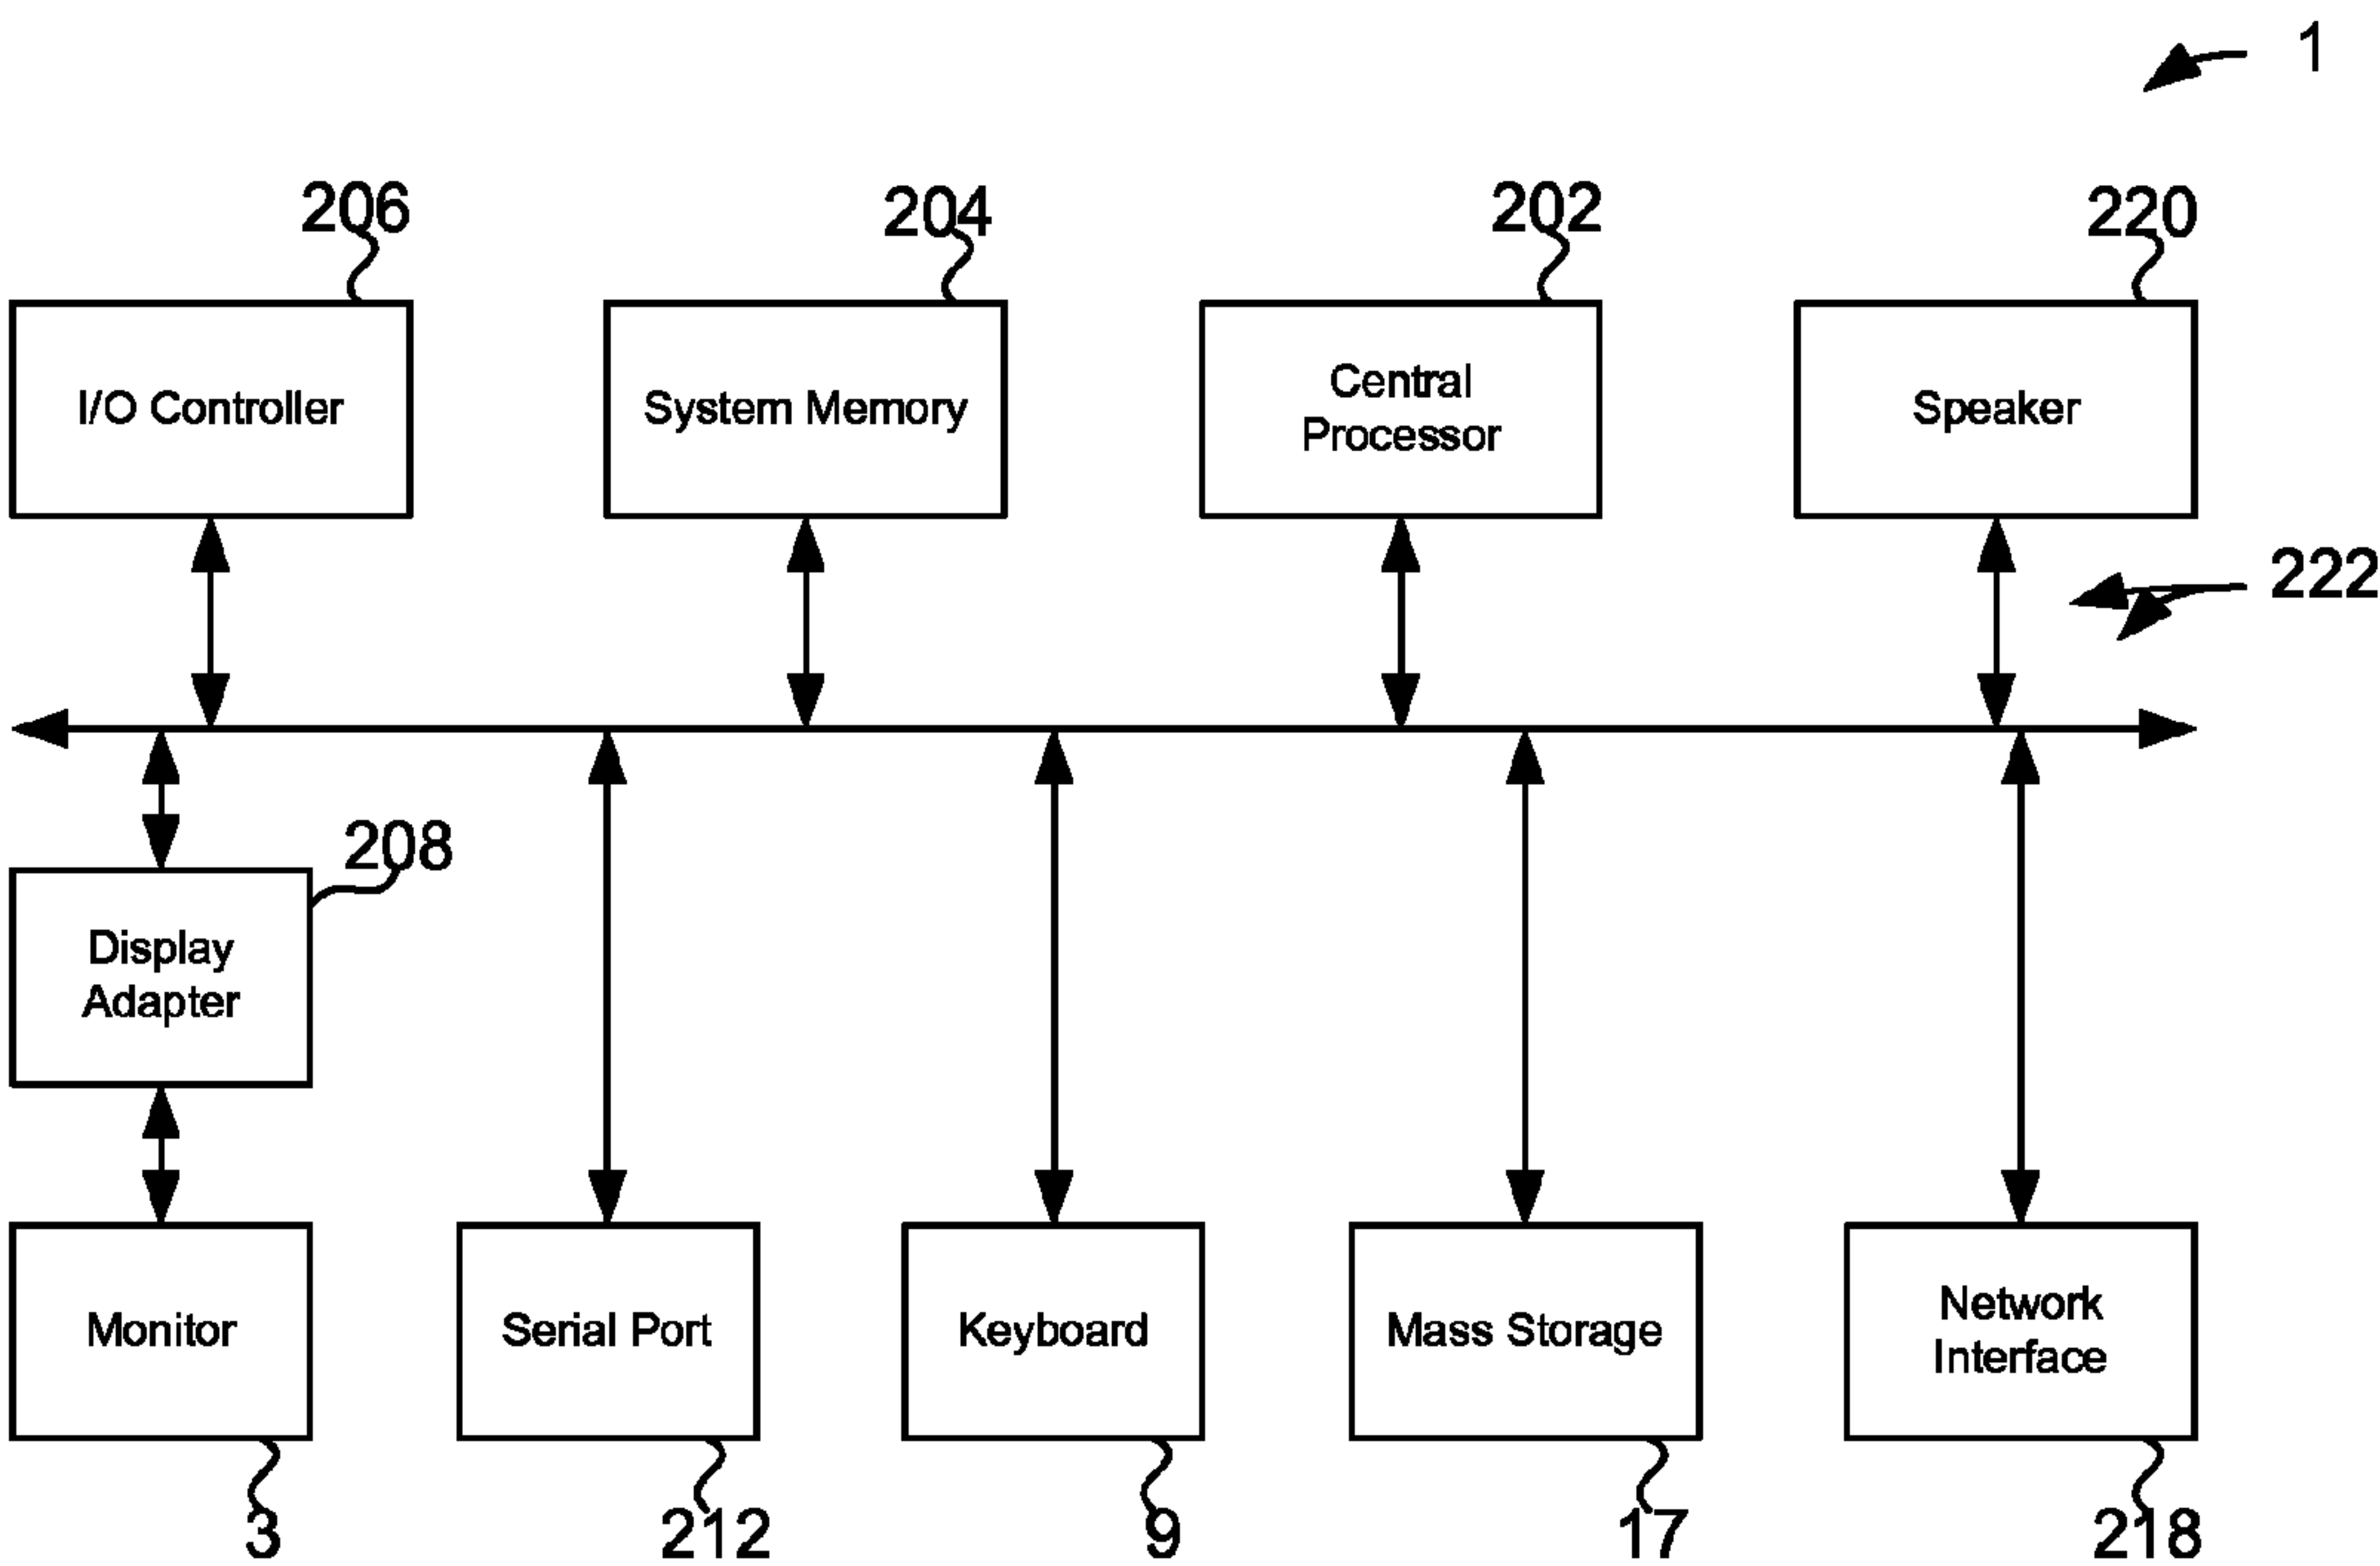 1
206
204
202
220
I/O Controller
System Memory
Central
Processor
Speaker
222
208
Display
Adapter
Monitor
Serial Port
Keyboard
Mass Storage
Network
Interface
3
212
9
17
218